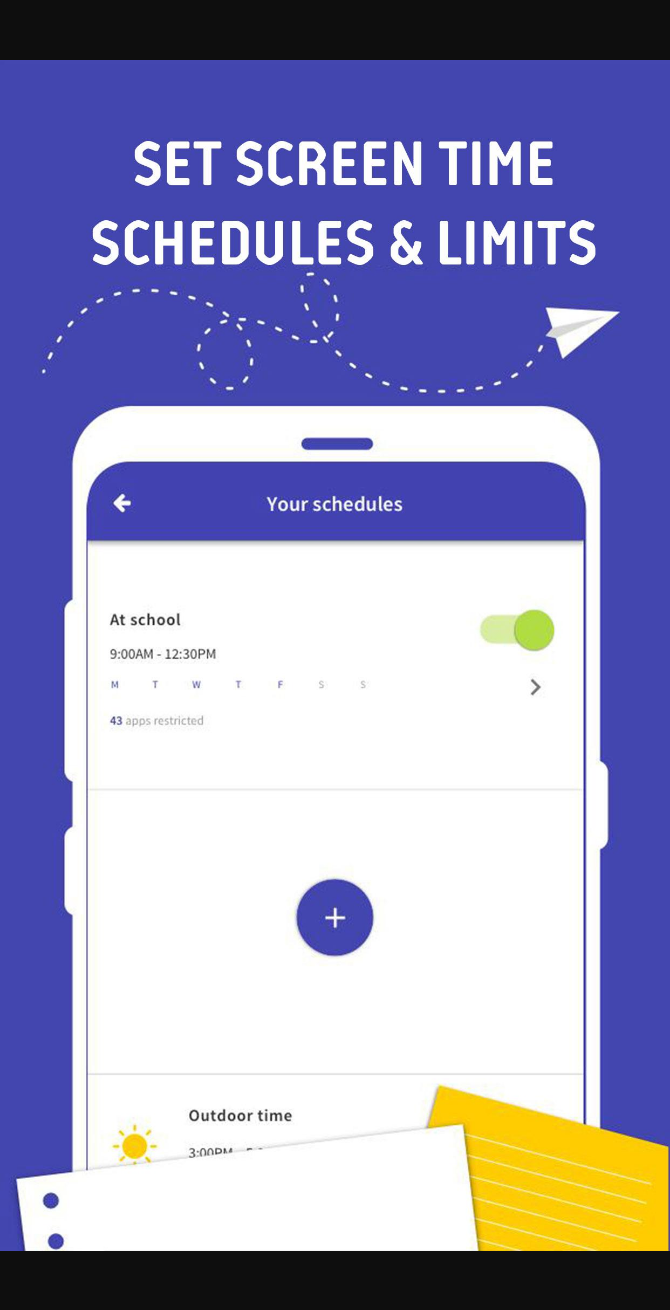 SET SCREEN TIME
SCHEDULES & LIMITS
Your schedules
At school
9:00AM - 12:30PM
M T W T F S S
43 apps restricted
Outdoor time
3:00PM